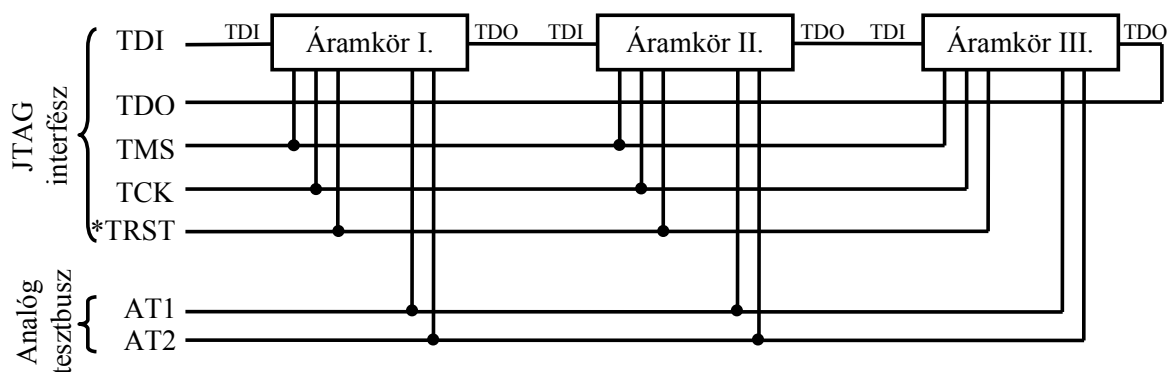 JTAG
interfész
TDI
TDO
TMS
TCK
*TRST
TDI
Áramkör I.
TDO
TDI
Áramkör II.
TDO
TDI
Áramkör III.
TDO
Analóg
tesztbusz
AT1
AT2